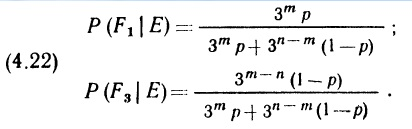 P (F₁ | E) = 3ᵐ p / (3ᵐ p + 3ⁿ⁻ᵐ (1 − p)) ;
(4.22)
P (F₃ | E) = 3ᵐ⁻ⁿ (1 − p) / (3ᵐ p + 3ⁿ⁻ᵐ (1 − p)) .